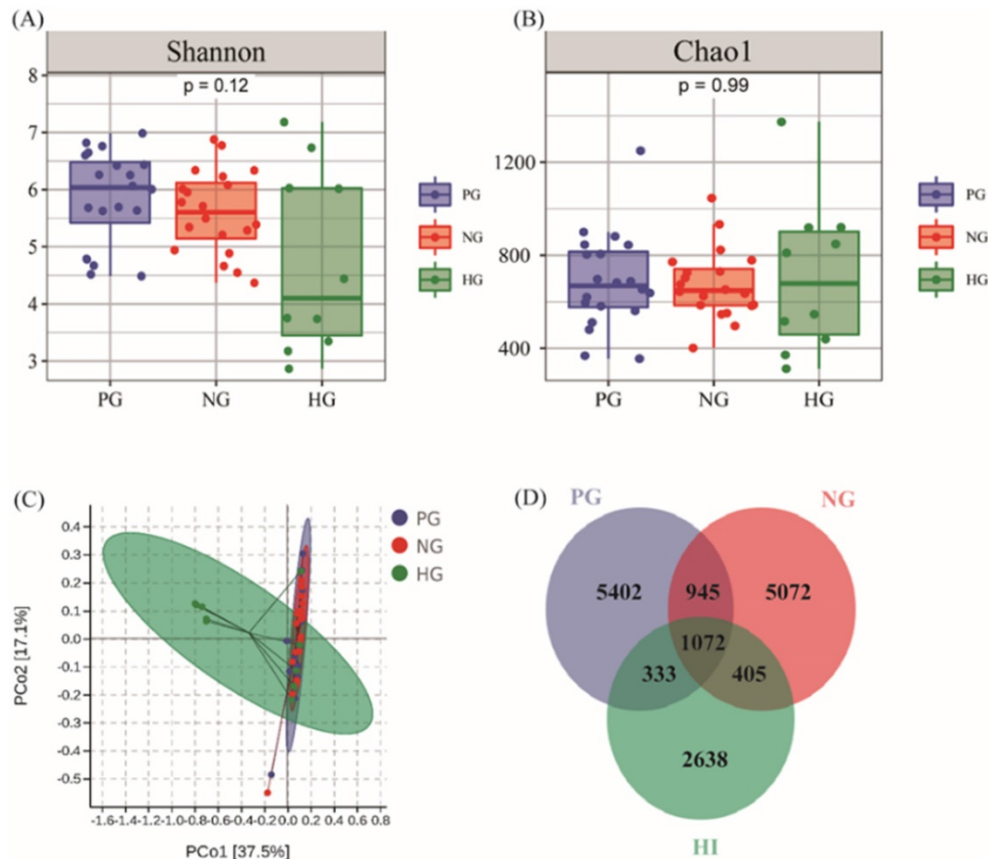 (A)
Shannon
p = 0.12
8
7
6
5
4
3
PG
NG
HG
PG
NG
HG
(B)
Chao1
p = 0.99
1200
800
400
PG
NG
HG
PG
NG
HG
(C)
PCo2 [17.1%]
0.4
0.3
0.2
0.1
0.0
-0.1
-0.2
-0.3
-0.4
-0.5
-1.6-1.4-1.2-1.0-0.8-0.6-0.4-0.2 0.0 0.2 0.4 0.6 0.8
PCo1 [37.5%]
PG
NG
HG
(D)
PG
NG
5402
945
5072
1072
333
405
2638
HI